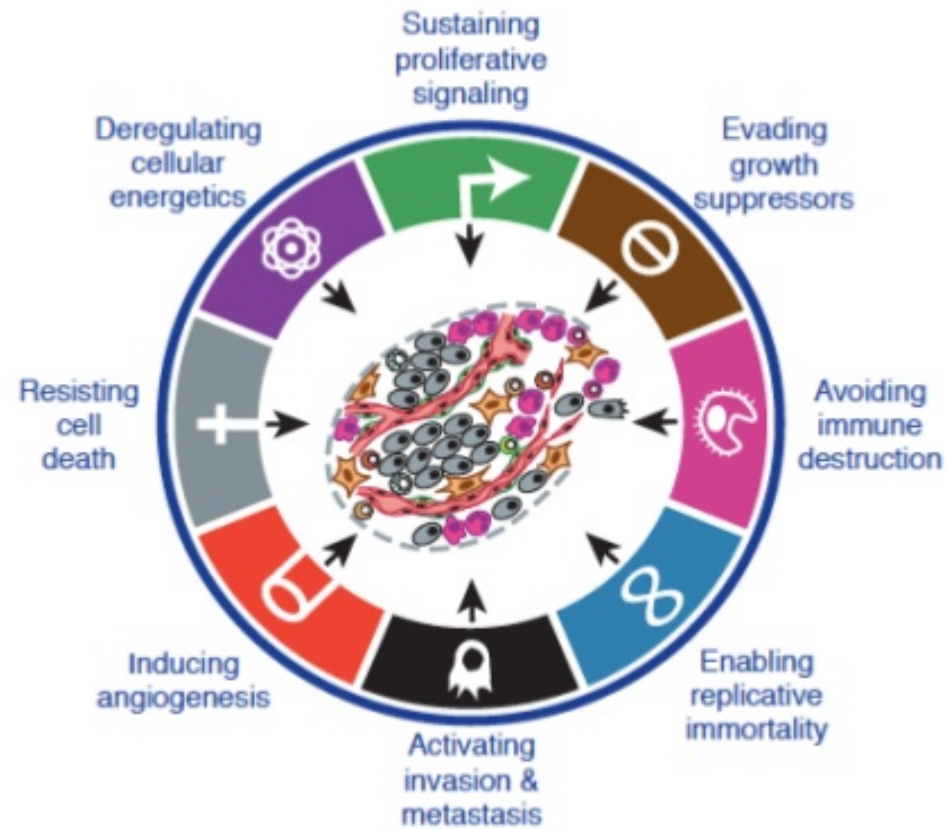 Sustaining
proliferative
signaling
Evading
growth
suppressors
Avoiding
immune
destruction
Enabling
replicative
immortality
Activating
invasion &
metastasis
Inducing
angiogenesis
Resisting
cell
death
Deregulating
cellular
energetics